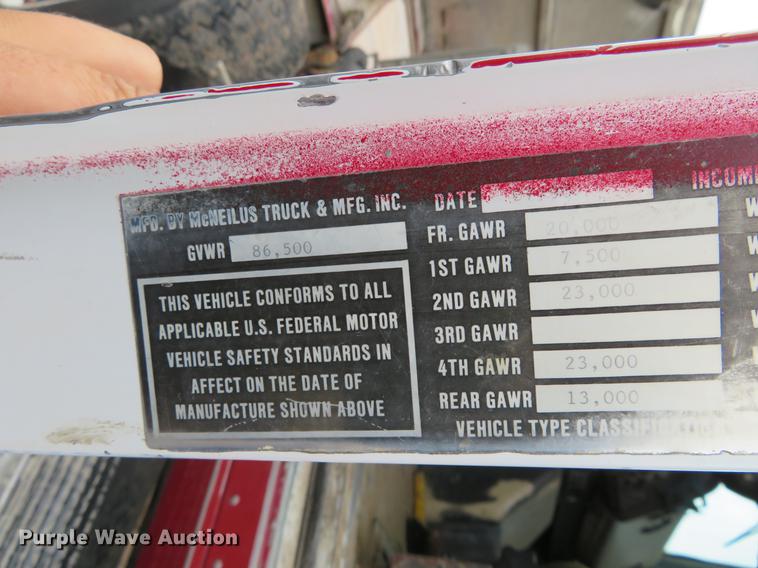 MFD. BY McNEILUS TRUCK & MFG. INC.
GVWR 86,500
THIS VEHICLE CONFORMS TO ALL
APPLICABLE U.S. FEDERAL MOTOR
VEHICLE SAFETY STANDARDS IN
AFFECT ON THE DATE OF
MANUFACTURE SHOWN ABOVE
DATE
FR. GAWR 20,000
1ST GAWR 7,500
2ND GAWR 23,000
3RD GAWR
4TH GAWR 23,000
REAR GAWR 13,000
VEHICLE TYPE CLASSIFICATION
Purple Wave Auction